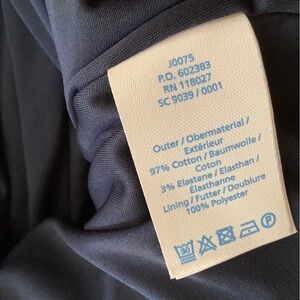 J0075
P.O. 602383
RN 118027
SC 9039 / 0001
Outer / Obermaterial /
Extérieur
97% Cotton / Baumwolle /
Coton
3% Elastane / Elasthan /
Élasthanne
Lining / Futter / Doublure
100% Polyester